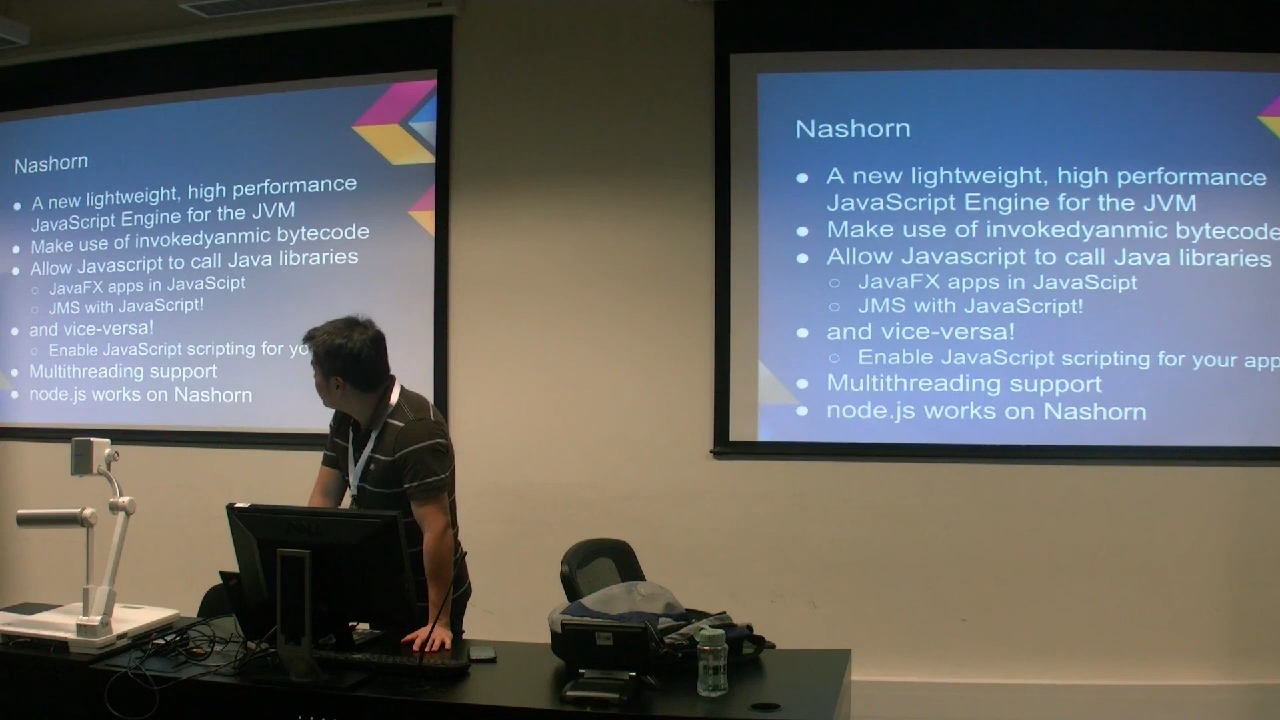 Nashorn
● A new lightweight, high performance
JavaScript Engine for the JVM
● Make use of invokedyanmic bytecode
● Allow Javascript to call Java libraries
○ JavaFX apps in JavaScipt
○ JMS with JavaScript!
● and vice-versa!
○ Enable JavaScript scripting for yo
● Multithreading support
● node.js works on Nashorn
Nashorn
● A new lightweight, high performance
JavaScript Engine for the JVM
● Make use of invokedyanmic bytecode
● Allow Javascript to call Java libraries
○ JavaFX apps in JavaScipt
○ JMS with JavaScript!
● and vice-versa!
○ Enable JavaScript scripting for your app
● Multithreading support
● node.js works on Nashorn
DELL